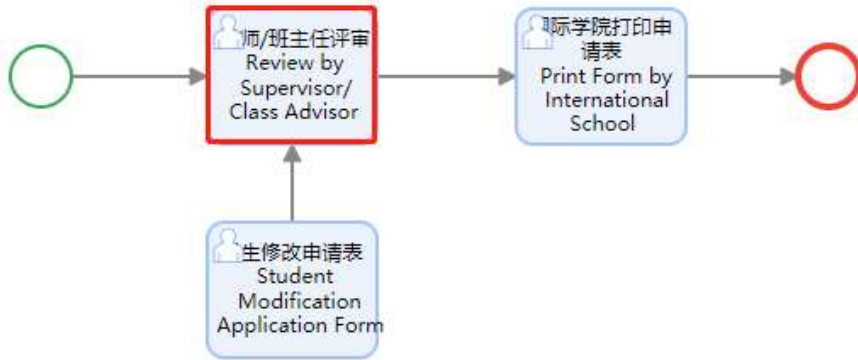 师/班主任评审
Review by
Supervisor/
Class Advisor
际学院打印申
请表
Print Form by
International
School
生修改申请表
Student
Modification
Application Form